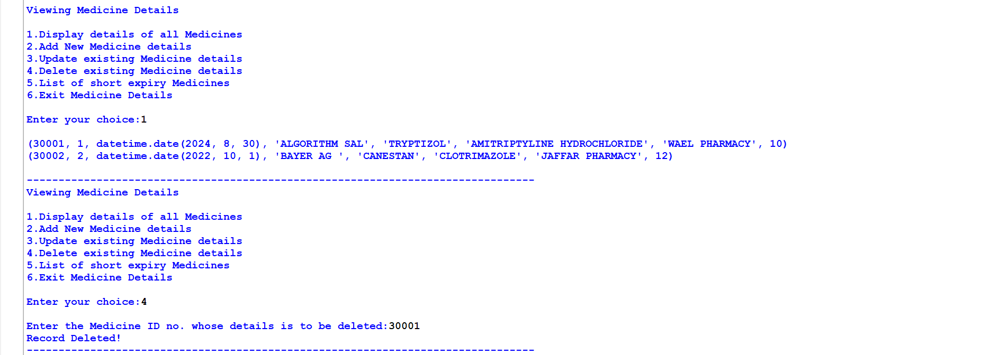 Viewing Medicine Details
1.Display details of all Medicines
2.Add New Medicine details
3.Update existing Medicine details
4.Delete existing Medicine details
5.List of short expiry Medicines
6.Exit Medicine Details
Enter your choice:1
(30001, 1, datetime.date(2024, 8, 30), 'ALGORITHM SAL', 'TRYPTIZOL', 'AMITRIPTYLINE HYDROCHLORIDE', 'WAEL PHARMACY', 10)
(30002, 2, datetime.date(2022, 10, 1), 'BAYER AG ', 'CANESTAN', 'CLOTRIMAZOLE', 'JAFFAR PHARMACY', 12)
--------------------------------------------------------------------------------
Viewing Medicine Details
1.Display details of all Medicines
2.Add New Medicine details
3.Update existing Medicine details
4.Delete existing Medicine details
5.List of short expiry Medicines
6.Exit Medicine Details
Enter your choice:4
Enter the Medicine ID no. whose details is to be deleted:30001
Record Deleted!
--------------------------------------------------------------------------------